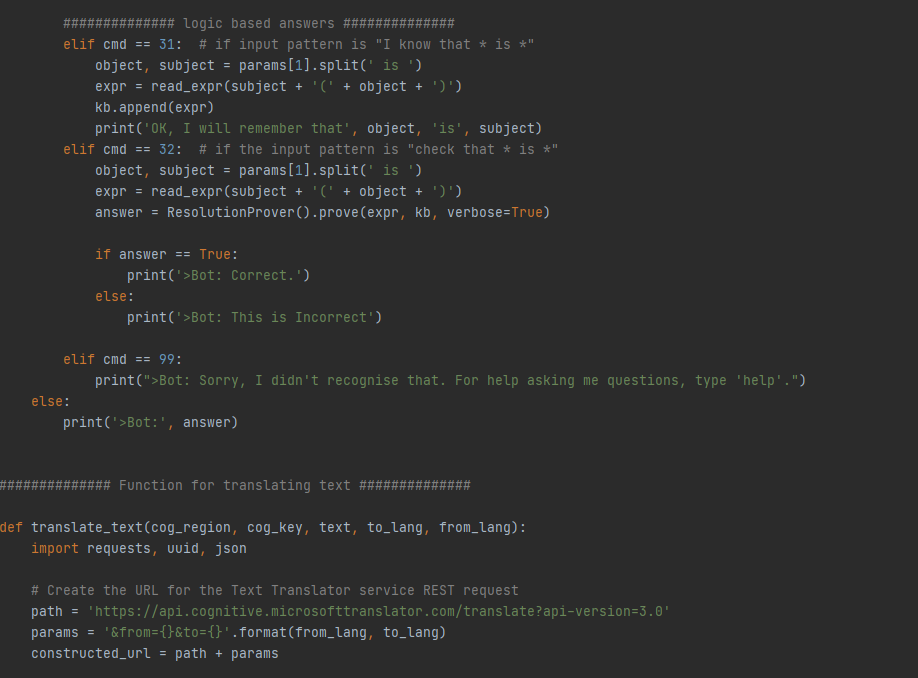 ############## logic based answers ##############
elif cmd == 31:  # if input pattern is "I know that * is *"
object, subject = params[1].split(' is ')
expr = read_expr(subject + '(' + object + ')')
kb.append(expr)
print('OK, I will remember that', object, 'is', subject)
elif cmd == 32:  # if the input pattern is "check that * is *"
object, subject = params[1].split(' is ')
expr = read_expr(subject + '(' + object + ')')
answer = ResolutionProver().prove(expr, kb, verbose=True)
if answer == True:
print('>Bot: Correct.')
else:
print('>Bot: This is Incorrect')
elif cmd == 99:
print(">Bot: Sorry, I didn't recognise that. For help asking me questions, type 'help'.")
else:
print('>Bot:', answer)
############## Function for translating text ##############
def translate_text(cog_region, cog_key, text, to_lang, from_lang):
import requests, uuid, json
# Create the URL for the Text Translator service REST request
path = 'https://api.cognitive.microsofttranslator.com/translate?api-version=3.0'
params = '&from={}&to={}'.format(from_lang, to_lang)
constructed_url = path + params